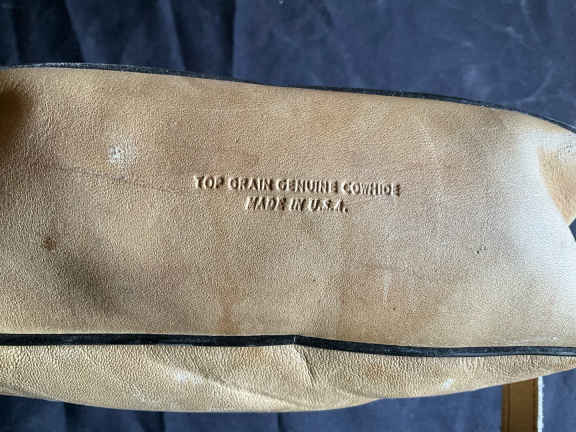 TOP GRAIN GENUINE COWHIDE
MADE IN U.S.A.